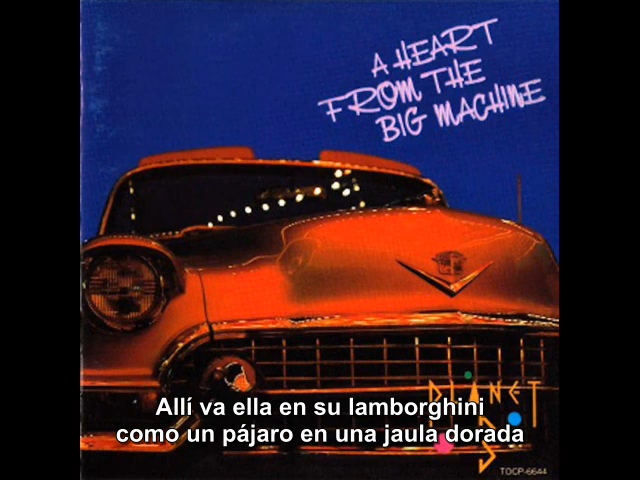 A HEART
FROM THE
BIG MACHINE
PLANET
3
Allí va ella en su lamborghini
como un pájaro en una jaula dorada
TOCP-6644